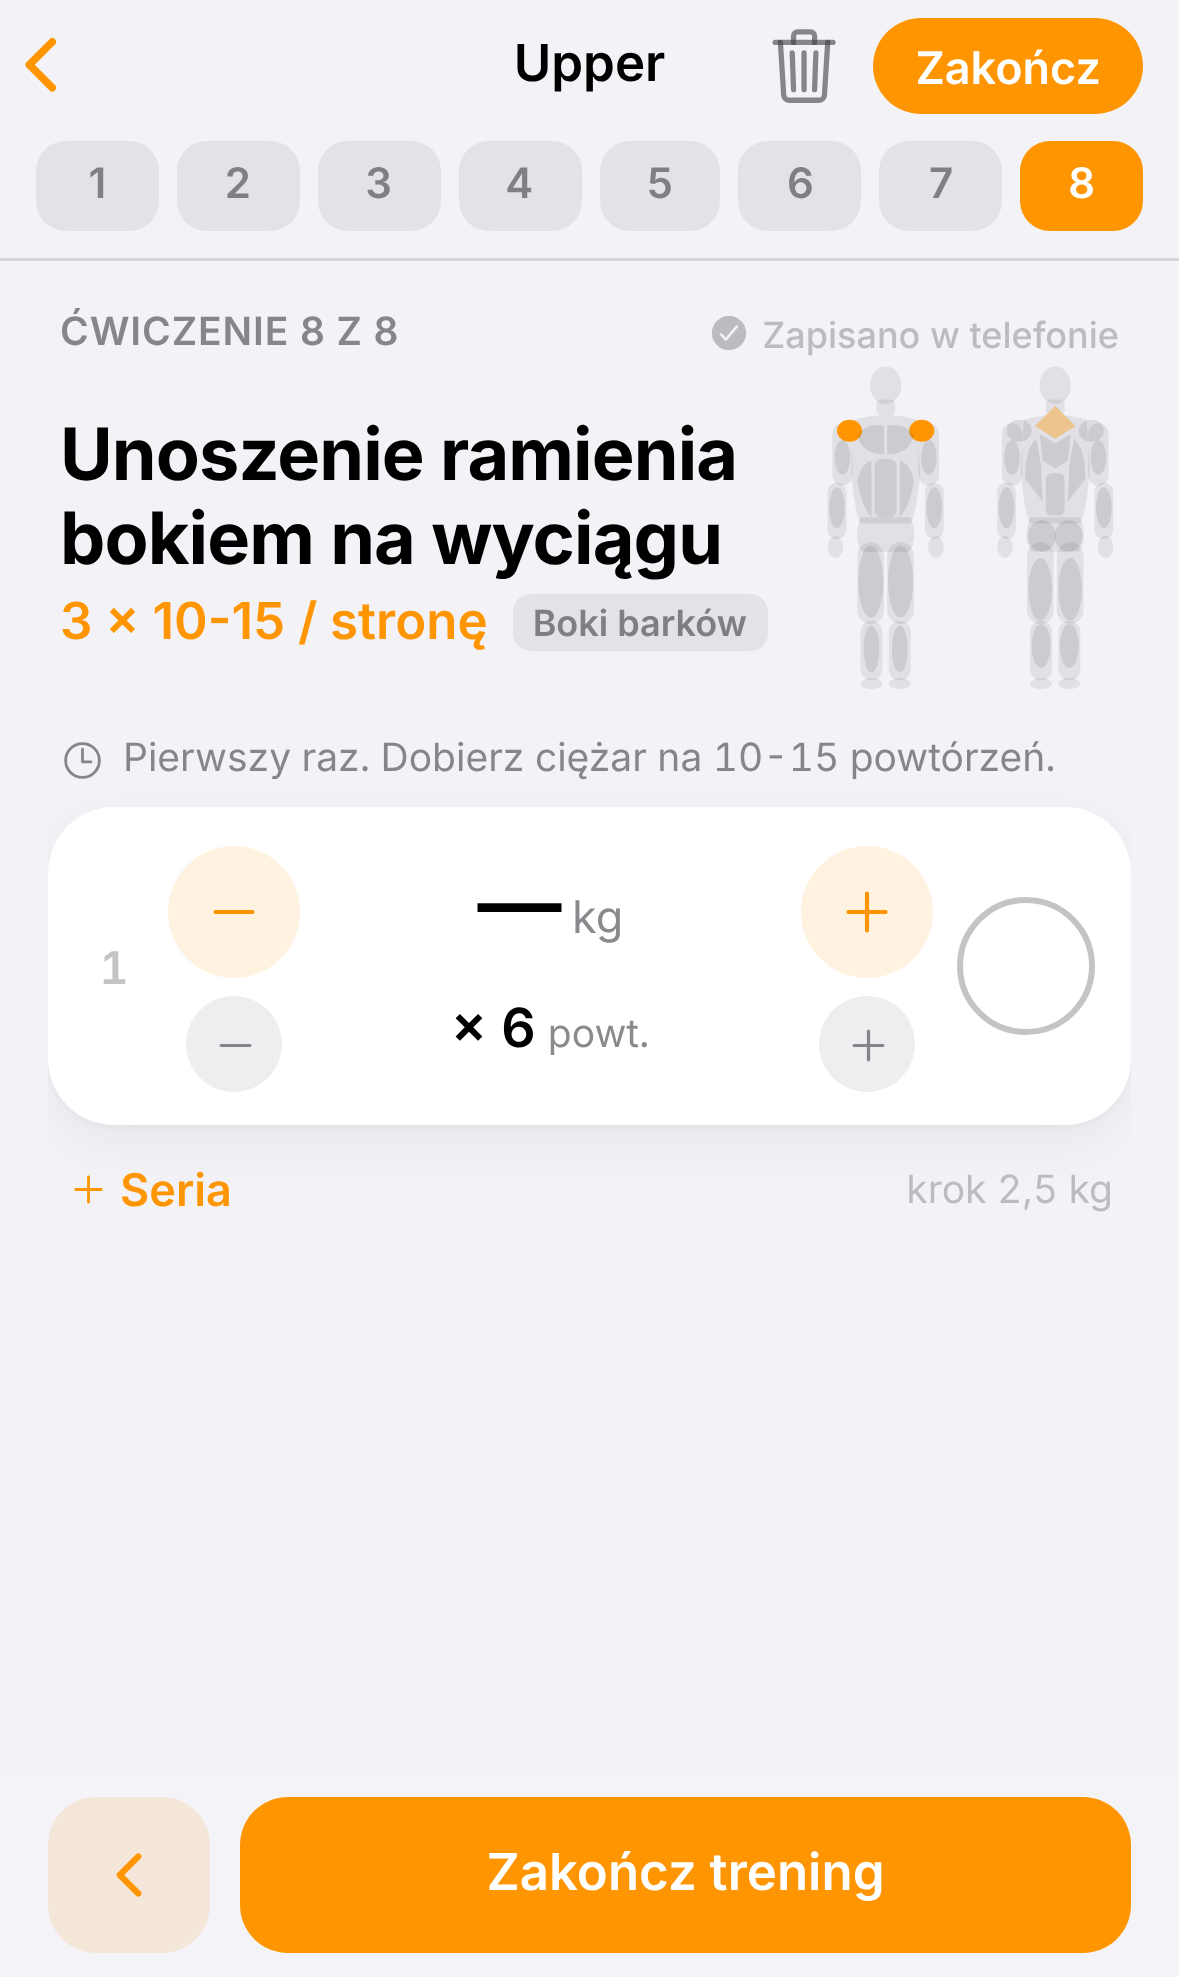 Upper
Zakończ
1 2 3 4 5 6 7 8
ĆWICZENIE 8 Z 8
Zapisano w telefonie
Unoszenie ramienia
bokiem na wyciągu
3 × 10-15 / stronę
Boki barków
Pierwszy raz. Dobierz ciężar na 10-15 powtórzeń.
1
— kg
× 6 powt.
+ Seria
krok 2,5 kg
Zakończ trening